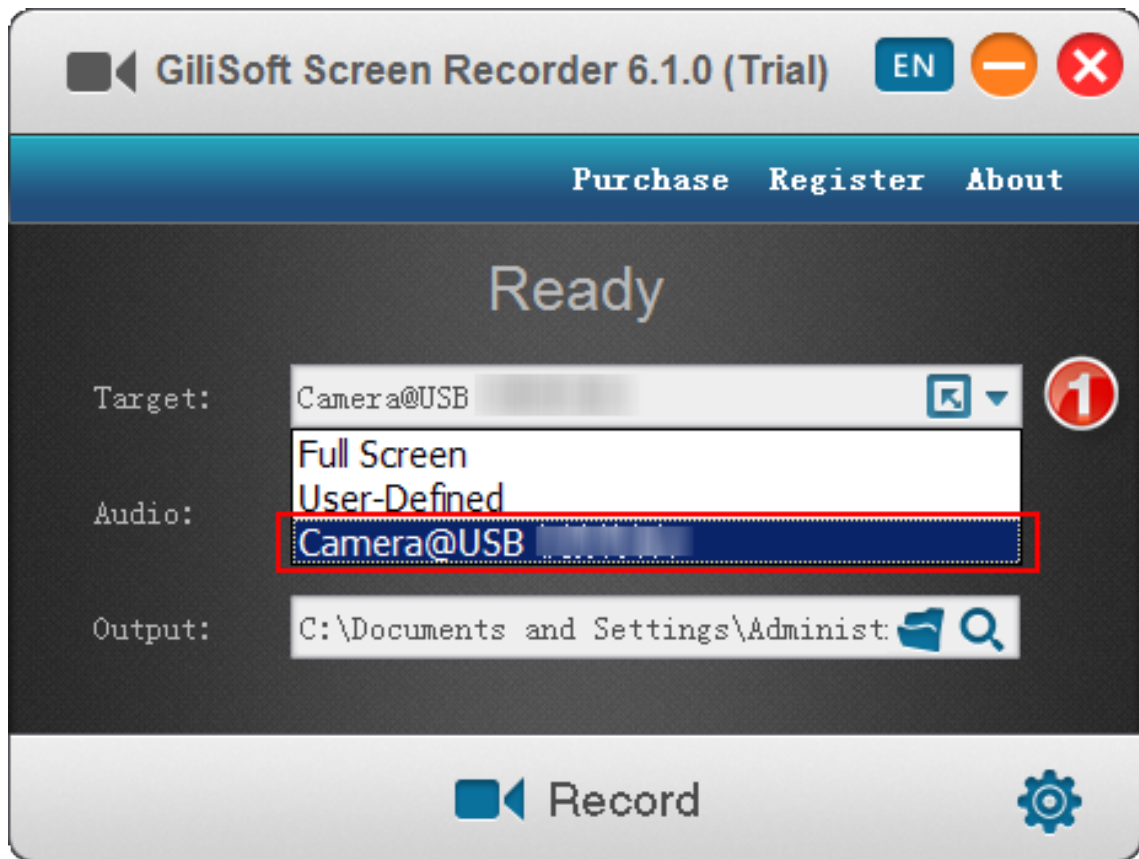 GiliSoft Screen Recorder 6.1.0 (Trial) EN
Purchase Register About
Ready
Target: Camera@USB
1
Full Screen
User-Defined
Audio:
Camera@USB
Output: C:\Documents and Settings\Administ
Record